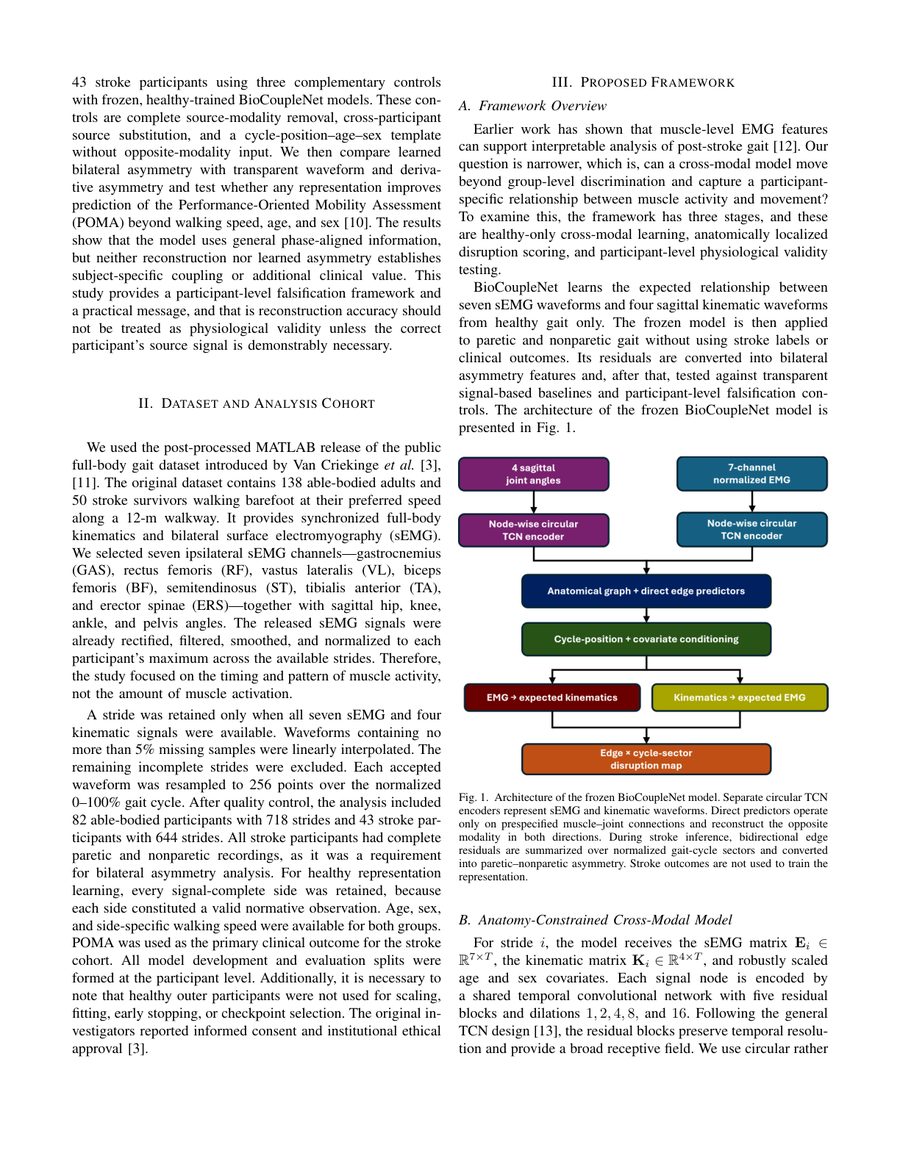 43 stroke participants using three complementary controls
with frozen, healthy-trained BioCoupleNet models. These con-
trols are complete source-modality removal, cross-participant
source substitution, and a cycle-position–age–sex template
without opposite-modality input. We then compare learned
bilateral asymmetry with transparent waveform and deriva-
tive asymmetry and test whether any representation improves
prediction of the Performance-Oriented Mobility Assessment
(POMA) beyond walking speed, age, and sex [10]. The results
show that the model uses general phase-aligned information,
but neither reconstruction nor learned asymmetry establishes
subject-specific coupling or additional clinical value. This
study provides a participant-level falsification framework and
a practical message, and that is reconstruction accuracy should
not be treated as physiological validity unless the correct
participant's source signal is demonstrably necessary.
II. DATASET AND ANALYSIS COHORT
We used the post-processed MATLAB release of the public
full-body gait dataset introduced by Van Criekinge et al. [3],
[11]. The original dataset contains 138 able-bodied adults and
50 stroke survivors walking barefoot at their preferred speed
along a 12-m walkway. It provides synchronized full-body
kinematics and bilateral surface electromyography (sEMG).
We selected seven ipsilateral sEMG channels—gastrocnemius
(GAS), rectus femoris (RF), vastus lateralis (VL), biceps
femoris (BF), semitendinosus (ST), tibialis anterior (TA),
and erector spinae (ERS)—together with sagittal hip, knee,
ankle, and pelvis angles. The released sEMG signals were
already rectified, filtered, smoothed, and normalized to each
participant's maximum across the available strides. Therefore,
the study focused on the timing and pattern of muscle activity,
not the amount of muscle activation.
A stride was retained only when all seven sEMG and four
kinematic signals were available. Waveforms containing no
more than 5% missing samples were linearly interpolated. The
remaining incomplete strides were excluded. Each accepted
waveform was resampled to 256 points over the normalized
0–100% gait cycle. After quality control, the analysis included
82 able-bodied participants with 718 strides and 43 stroke par-
ticipants with 644 strides. All stroke participants had complete
paretic and nonparetic recordings, as it was a requirement
for bilateral asymmetry analysis. For healthy representation
learning, every signal-complete side was retained, because
each side constituted a valid normative observation. Age, sex,
and side-specific walking speed were available for both groups.
POMA was used as the primary clinical outcome for the stroke
cohort. All model development and evaluation splits were
formed at the participant level. Additionally, it is necessary to
note that healthy outer participants were not used for scaling,
fitting, early stopping, or checkpoint selection. The original in-
vestigators reported informed consent and institutional ethical
approval [3].
III. PROPOSED FRAMEWORK
A. Framework Overview
Earlier work has shown that muscle-level EMG features
can support interpretable analysis of post-stroke gait [12]. Our
question is narrower, which is, can a cross-modal model move
beyond group-level discrimination and capture a participant-
specific relationship between muscle activity and movement?
To examine this, the framework has three stages, and these
are healthy-only cross-modal learning, anatomically localized
disruption scoring, and participant-level physiological validity
testing.
BioCoupleNet learns the expected relationship between
seven sEMG waveforms and four sagittal kinematic waveforms
from healthy gait only. The frozen model is then applied
to paretic and nonparetic gait without using stroke labels or
clinical outcomes. Its residuals are converted into bilateral
asymmetry features and, after that, tested against transparent
signal-based baselines and participant-level falsification con-
trols. The architecture of the frozen BioCoupleNet model is
presented in Fig. 1.
4 sagittal
joint angles
7-channel
normalized EMG
Node-wise circular
TCN encoder
Node-wise circular
TCN encoder
Anatomical graph + direct edge predictors
Cycle-position + covariate conditioning
EMG → expected kinematics
Kinematics → expected EMG
Edge × cycle-sector
disruption map
Fig. 1. Architecture of the frozen BioCoupleNet model. Separate circular TCN
encoders represent sEMG and kinematic waveforms. Direct predictors operate
only on prespecified muscle–joint connections and reconstruct the opposite
modality in both directions. During stroke inference, bidirectional edge
residuals are summarized over normalized gait-cycle sectors and converted
into paretic–nonparetic asymmetry. Stroke outcomes are not used to train the
representation.
B. Anatomy-Constrained Cross-Modal Model
For stride i, the model receives the sEMG matrix E_i ∈
ℝ^{7×T}, the kinematic matrix K_i ∈ ℝ^{4×T}, and robustly scaled
age and sex covariates. Each signal node is encoded by
a shared temporal convolutional network with five residual
blocks and dilations 1, 2, 4, 8, and 16. Following the general
TCN design [13], the residual blocks preserve temporal resolu-
tion and provide a broad receptive field. We use circular rather